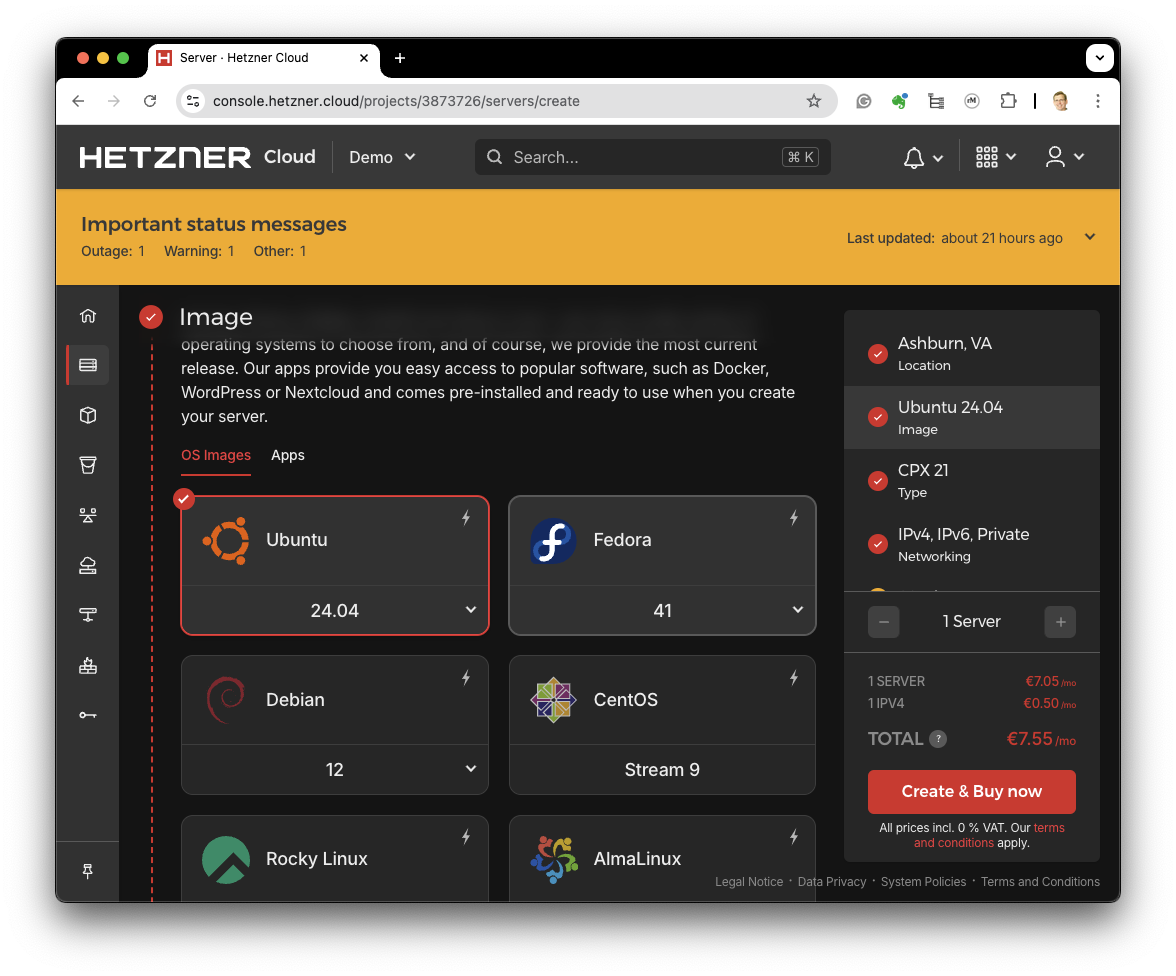 Server · Hetzner Cloud
console.hetzner.cloud/projects/3873726/servers/create
HETZNER Cloud
Demo
Search...
⌘ K
Important status messages
Outage: 1 Warning: 1 Other: 1
Last updated: about 21 hours ago
Image
operating systems to choose from, and of course, we provide the most current
release. Our apps provide you easy access to popular software, such as Docker,
WordPress or Nextcloud and comes pre-installed and ready to use when you create
your server.
OS Images Apps
Ubuntu
24.04
Fedora
41
Debian
12
CentOS
Stream 9
Rocky Linux
AlmaLinux
Ashburn, VA
Location
Ubuntu 24.04
Image
CPX 21
Type
IPv4, IPv6, Private
Networking
1 Server
1 SERVER €7.05 /mo
1 IPV4 €0.50 /mo
TOTAL ? €7.55 /mo
Create & Buy now
All prices incl. 0 % VAT. Our terms
and conditions apply.
Legal Notice · Data Privacy · System Policies · Terms and Conditions